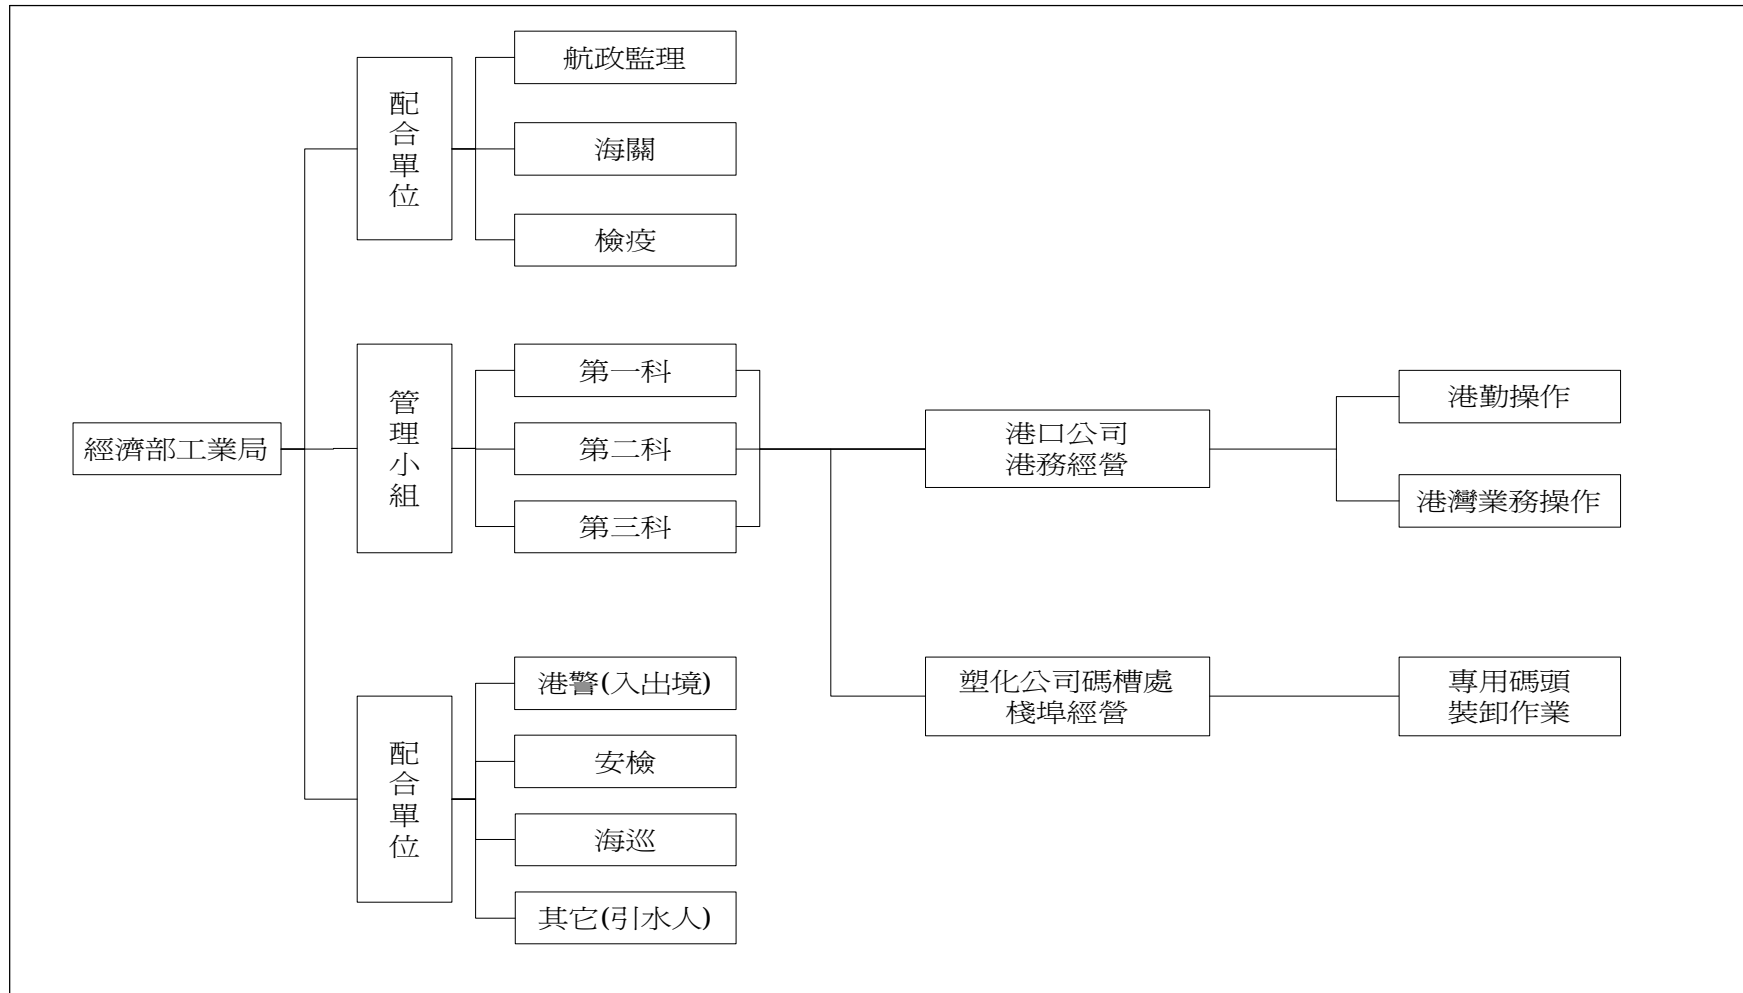 經濟部工業局
配合單位
航政監理
海關
檢疫
管理小組
第一科
第二科
第三科
港口公司
港務經營
港勤操作
港灣業務操作
塑化公司碼槽處
棧埠經營
專用碼頭
裝卸作業
配合單位
港警(入出境)
安檢
海巡
其它(引水人)